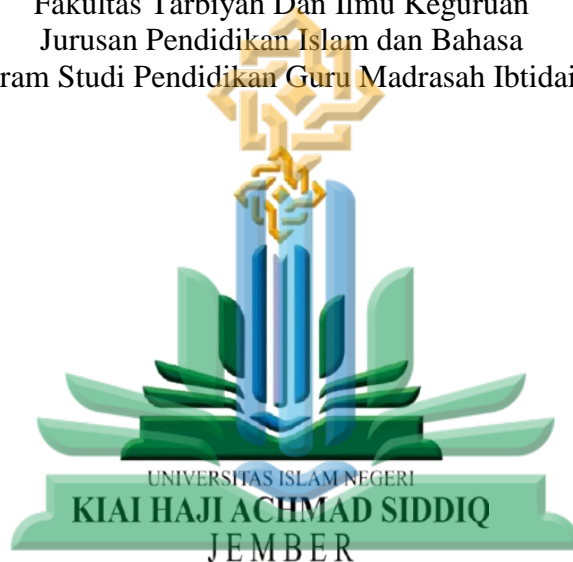 Fakultas Tarbiyah Dan Ilmu Keguruan
Jurusan Pendidikan Islam dan Bahasa
ram Studi Pendidikan Guru Madrasah Ibtidai
UNIVERSITAS ISLAM NEGERI
KIAI HAJI ACHMAD SIDDIQ
JEMBER